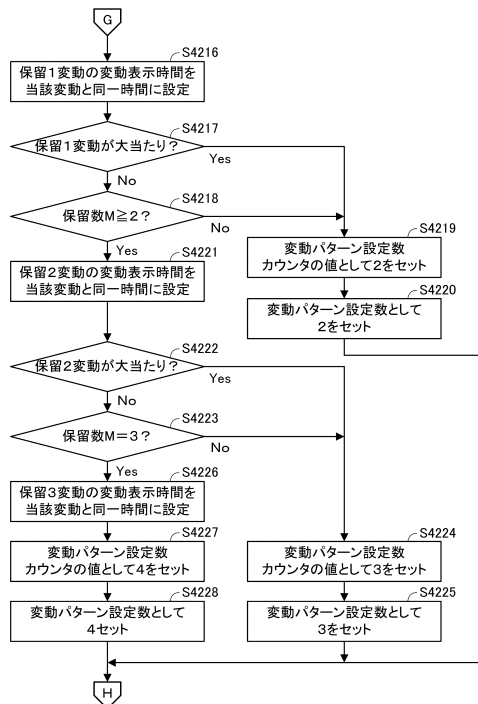 G
S4216
保留1変動の変動表示時間を
当該変動と同一時間に設定
S4217
保留1変動が大当たり?
Yes
No
S4218
保留数M≧2?
No
Yes
S4219
変動パターン設定数
カウンタの値として2をセット
S4220
変動パターン設定数として
2をセット
S4221
保留2変動の変動表示時間を
当該変動と同一時間に設定
S4222
保留2変動が大当たり?
Yes
No
S4223
保留数M=3?
No
Yes
S4226
保留3変動の変動表示時間を
当該変動と同一時間に設定
S4227
変動パターン設定数
カウンタの値として4をセット
S4228
変動パターン設定数として
4セット
S4224
変動パターン設定数
カウンタの値として3をセット
S4225
変動パターン設定数として
3をセット
H